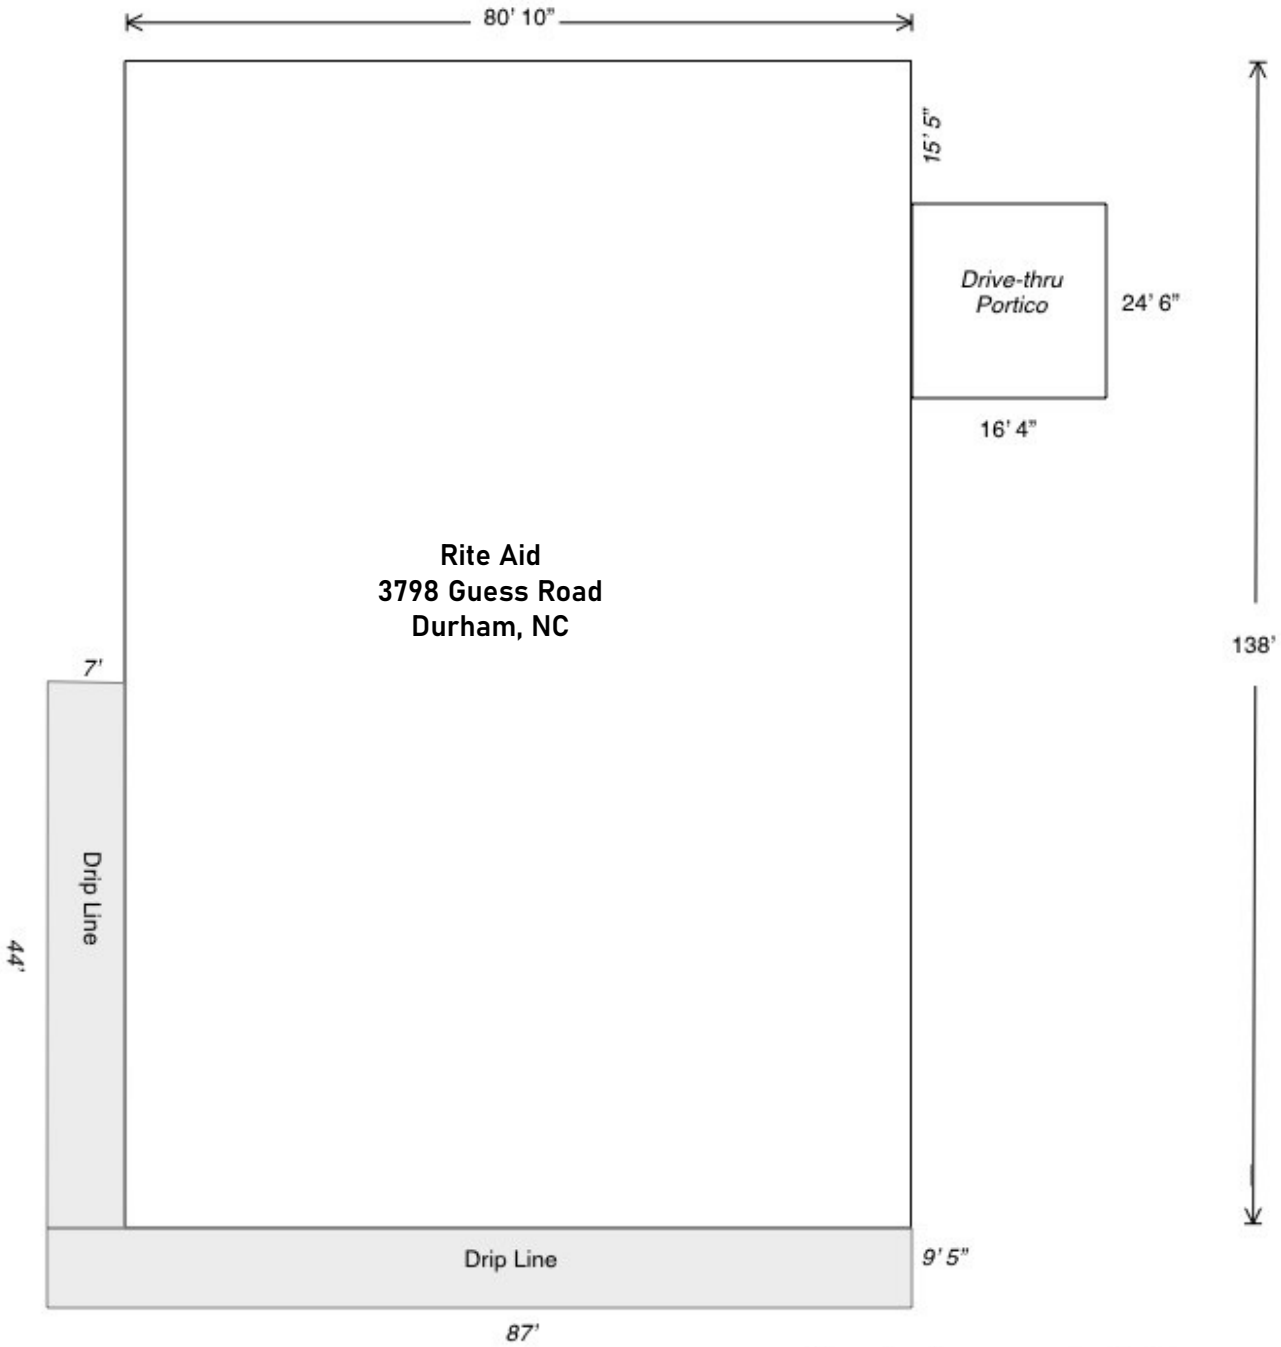 80’ 10”
15’ 5”
Drive-thru
Portico
24’ 6”
16’ 4”
Rite Aid
3798 Guess Road
Durham, NC
138’
7'
Drip Line
44’
Drip Line
9’ 5”
87’